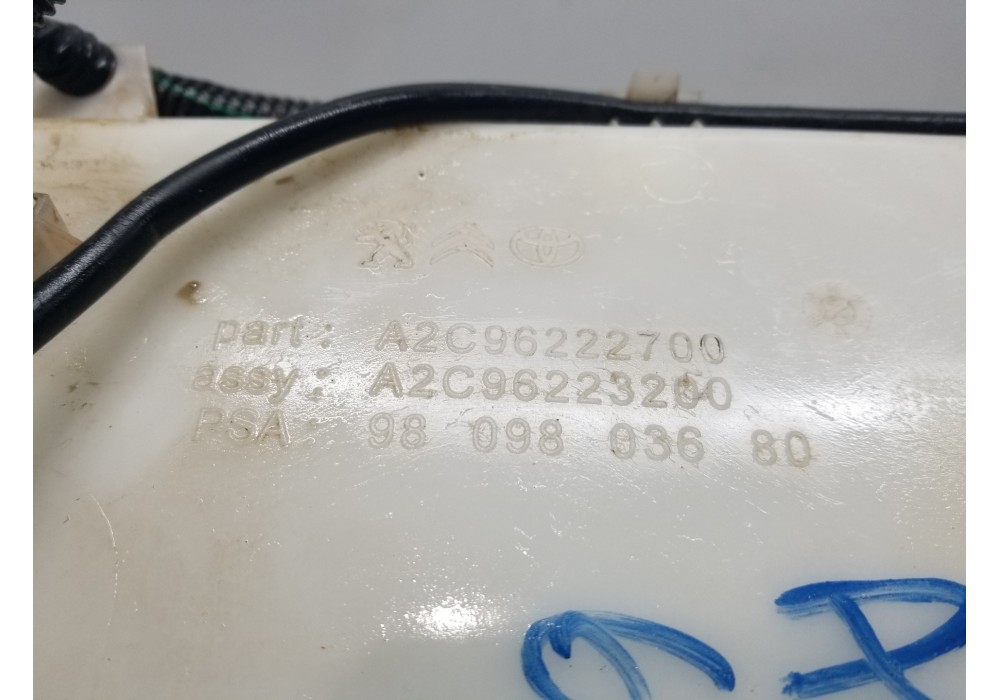 part: A2C96222700
assy: A2C96223200
PSA: 98 098 036 80